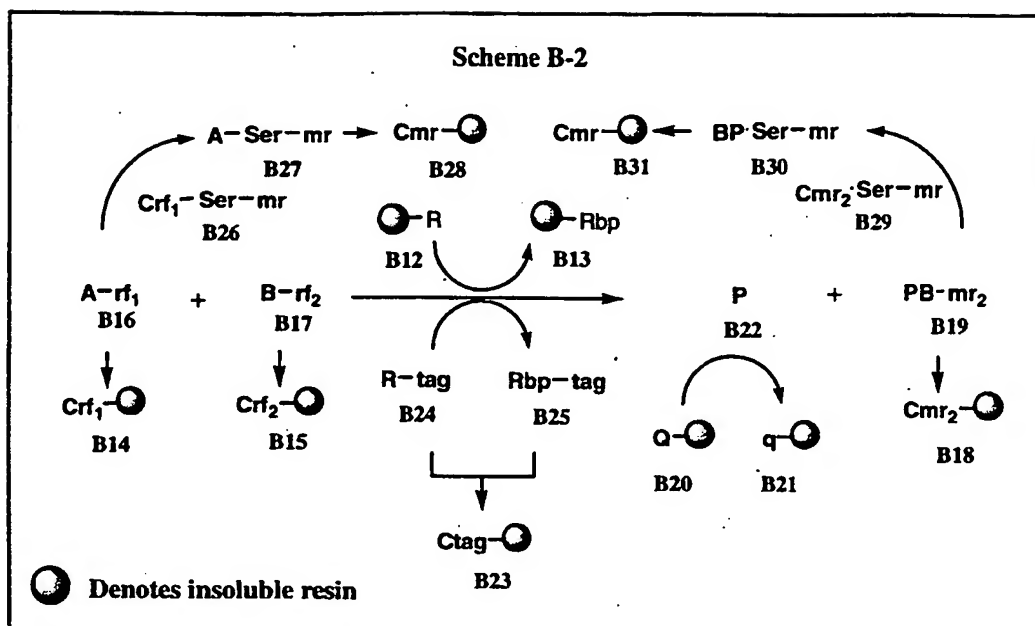 Scheme B-2
A–Ser–mr → Cmr– Cmr– ← BP·Ser–mr
B27 B28 B31 B30
Crf₁–Ser–mr Cmr₂·Ser–mr
B26 B29
–R –Rbp
B12 B13
A–rf₁ + B–rf₂ P + PB–mr₂
B16 B17 B22 B19
R–tag Rbp–tag
B24 B25
Crf₁– Crf₂– Q– q– Cmr₂–
B14 B15 B20 B21 B18
Ctag–
B23
Denotes insoluble resin